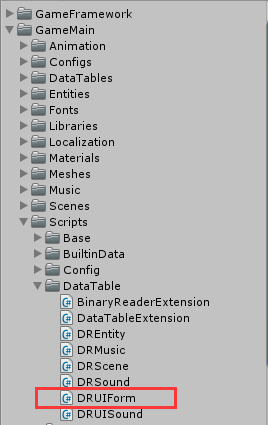 GameFramework
GameMain
Animation
Configs
DataTables
Entities
Fonts
Libraries
Localization
Materials
Meshes
Music
Scenes
Scripts
Base
BuiltinData
Config
DataTable
BinaryReaderExtension
DataTableExtension
DREntity
DRMusic
DRScene
DRSound
DRUIForm
DRUISound